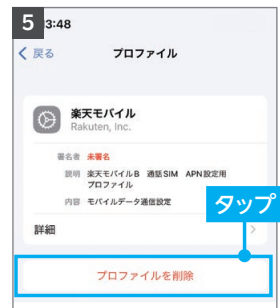 5
3:48
戻る プロファイル
楽天モバイル
Rakuten, Inc.
署名者 未署名
説明 楽天モバイルB 通話SIM APN設定用
プロファイル
内容 モバイルデータ通信設定
タップ
詳細
プロファイルを削除